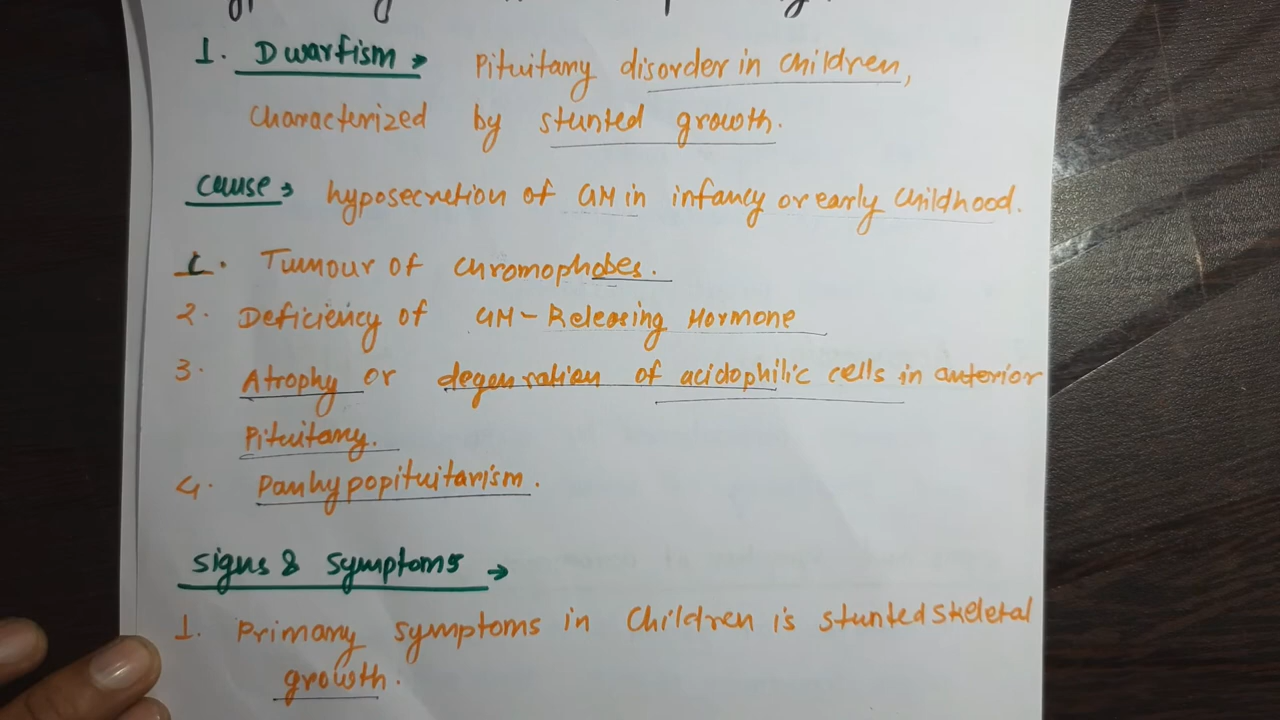 1. Dwarfism → Pituitary disorder in children,
characterized by stunted growth.
Cause → hyposecretion of GH in infancy or early childhood.
1. Tumour of chromophobes.
2. Deficiency of GH-Releasing Hormone
3. Atrophy or degenration of acidophilic cells in anterior
Pituitary.
4. Panhypopituitarism.
Signs & Symptoms →
1. Primary symptoms in children is stunted skeletal
growth.